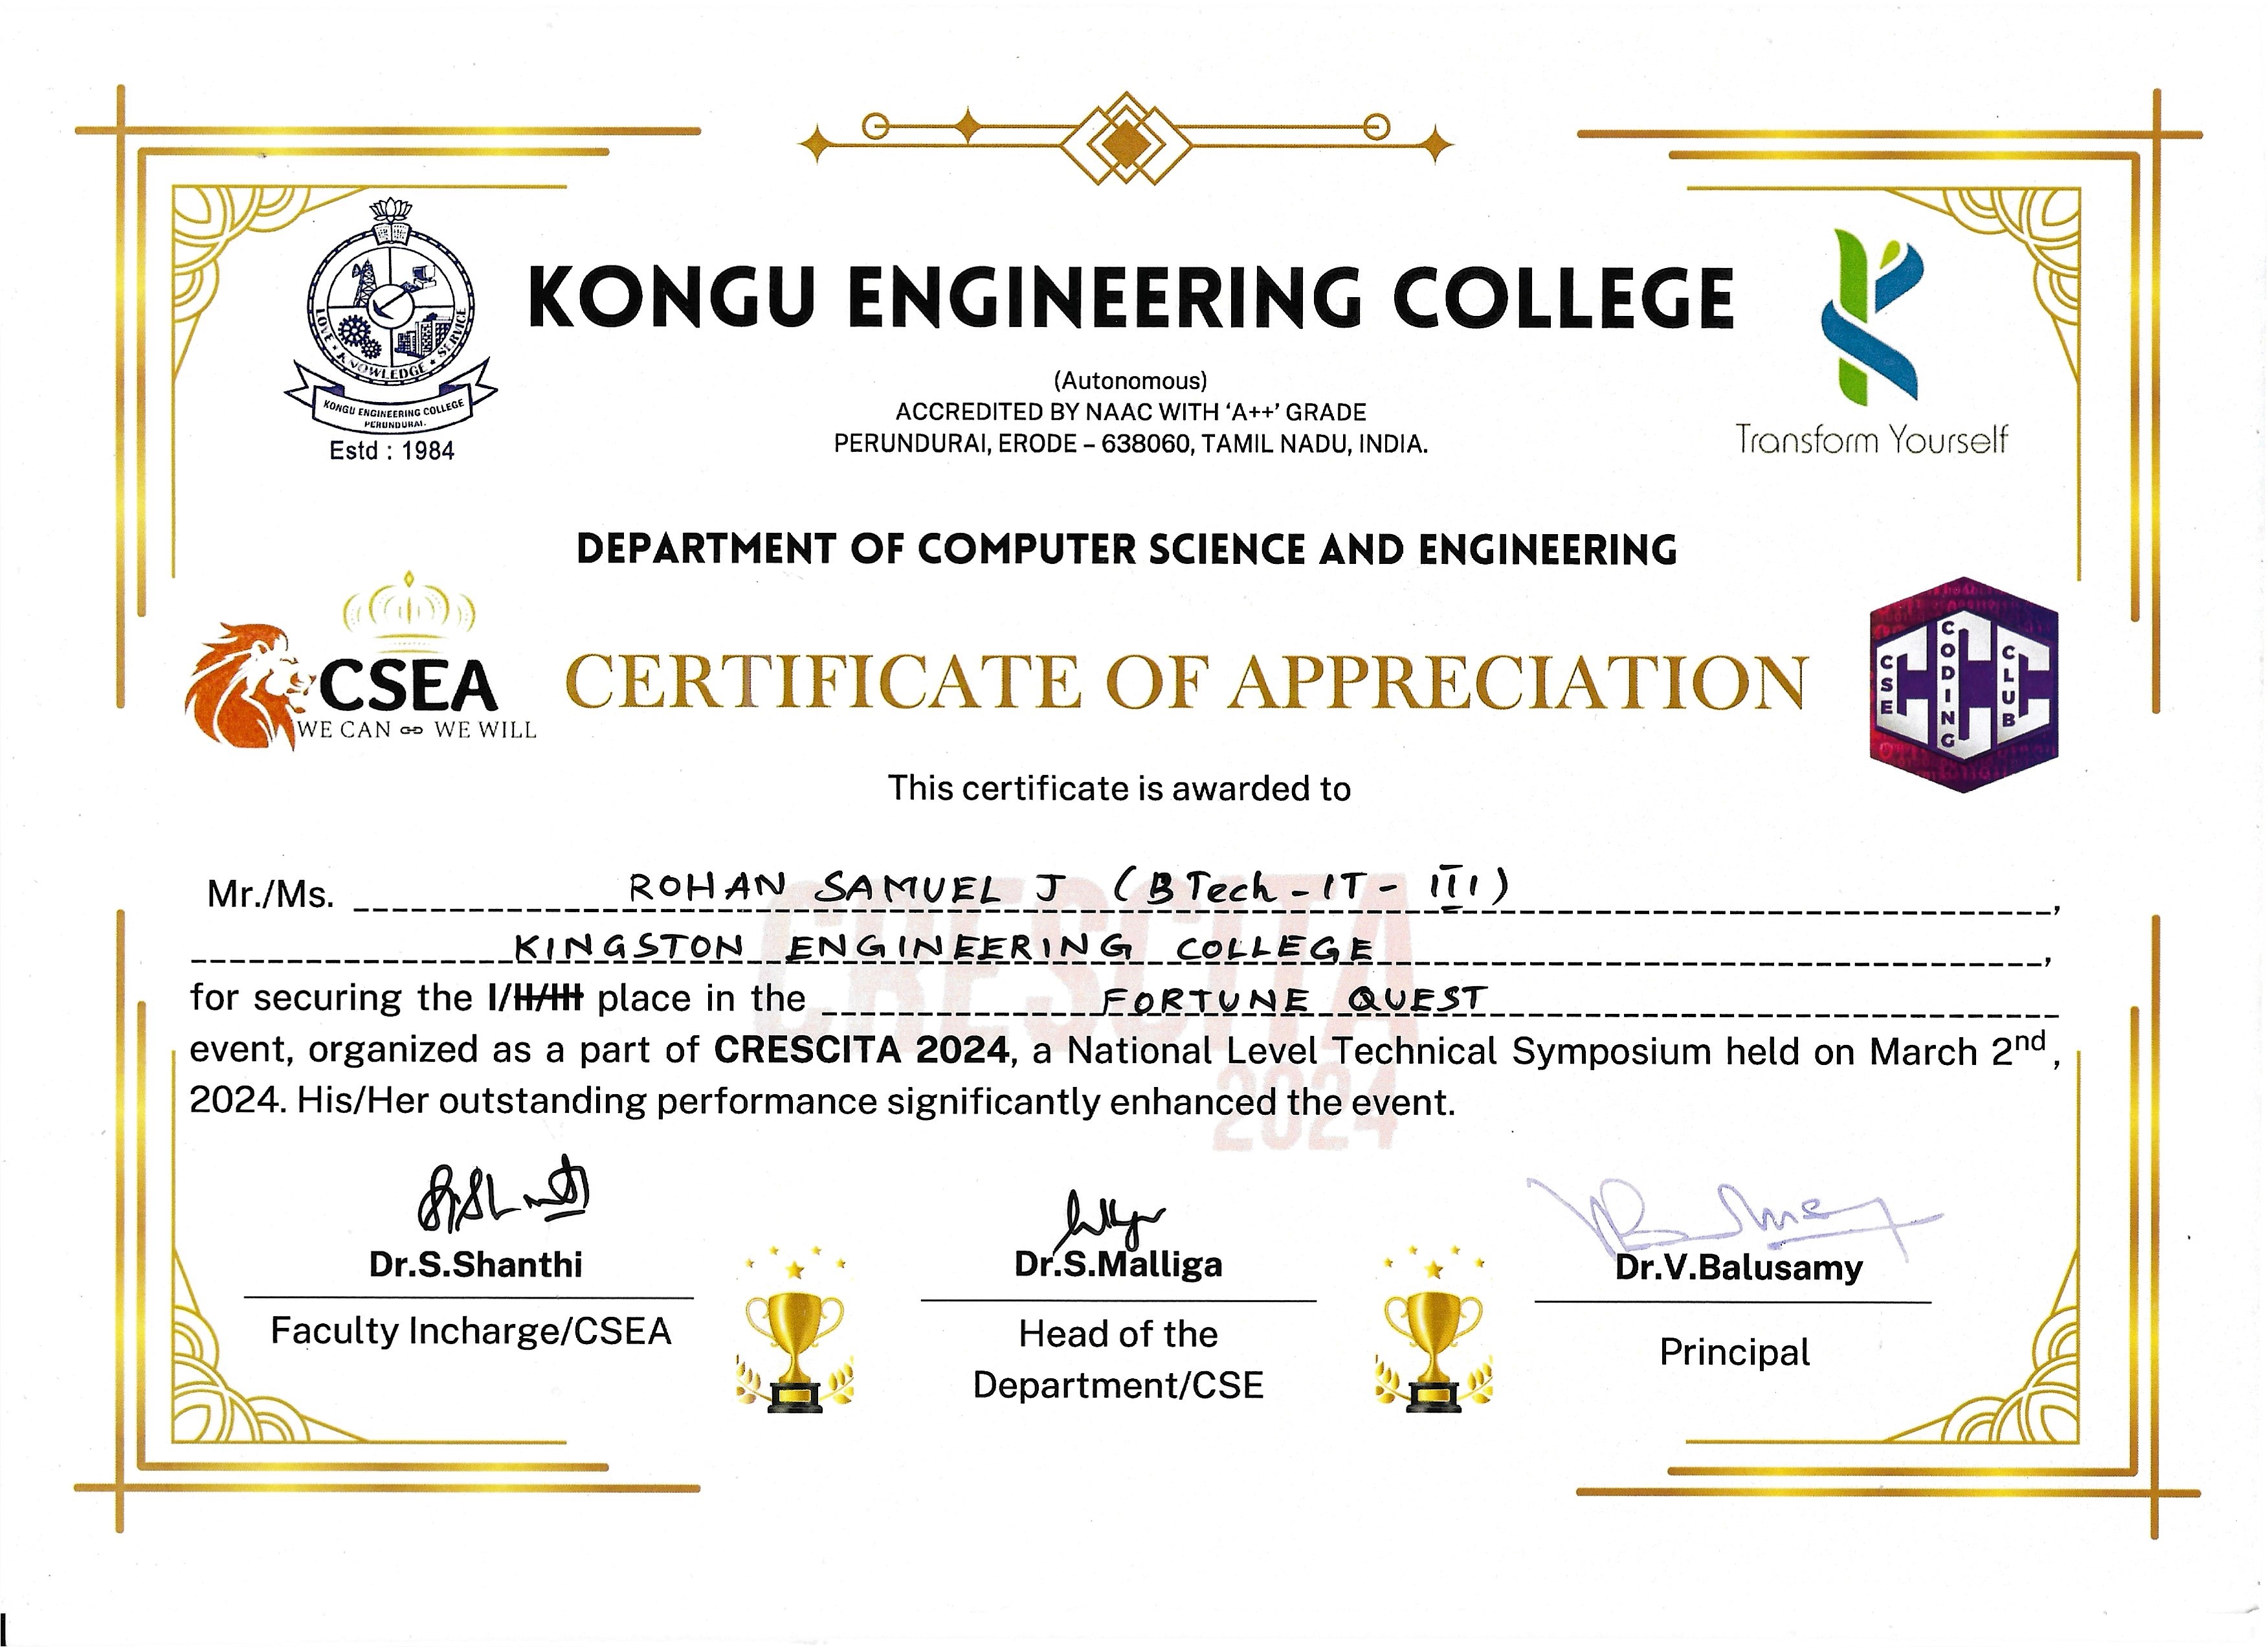 KONGU ENGINEERING COLLEGE
(Autonomous)
ACCREDITED BY NAAC WITH ‘A++’ GRADE
PERUNDURAI, ERODE – 638060, TAMIL NADU, INDIA.
LOVE • KNOWLEDGE • SERVICE
KONGU ENGINEERING COLLEGE
PERUNDURAI.
Estd : 1984
Transform Yourself
DEPARTMENT OF COMPUTER SCIENCE AND ENGINEERING
CSEA
WE CAN WE WILL
CERTIFICATE OF APPRECIATION
CSE CODING CLUB
CCC
This certificate is awarded to
Mr./Ms. ROHAN SAMUEL J (BTech - IT - III),
KINGSTON ENGINEERING COLLEGE,
for securing the I/II/III place in the FORTUNE QUEST
event, organized as a part of CRESCITA 2024, a National Level Technical Symposium held on March 2nd,
2024. His/Her outstanding performance significantly enhanced the event.
CRESCITA
2024
Dr.S.Shanthi
Faculty Incharge/CSEA
Dr.S.Malliga
Head of the
Department/CSE
Dr.V.Balusamy
Principal